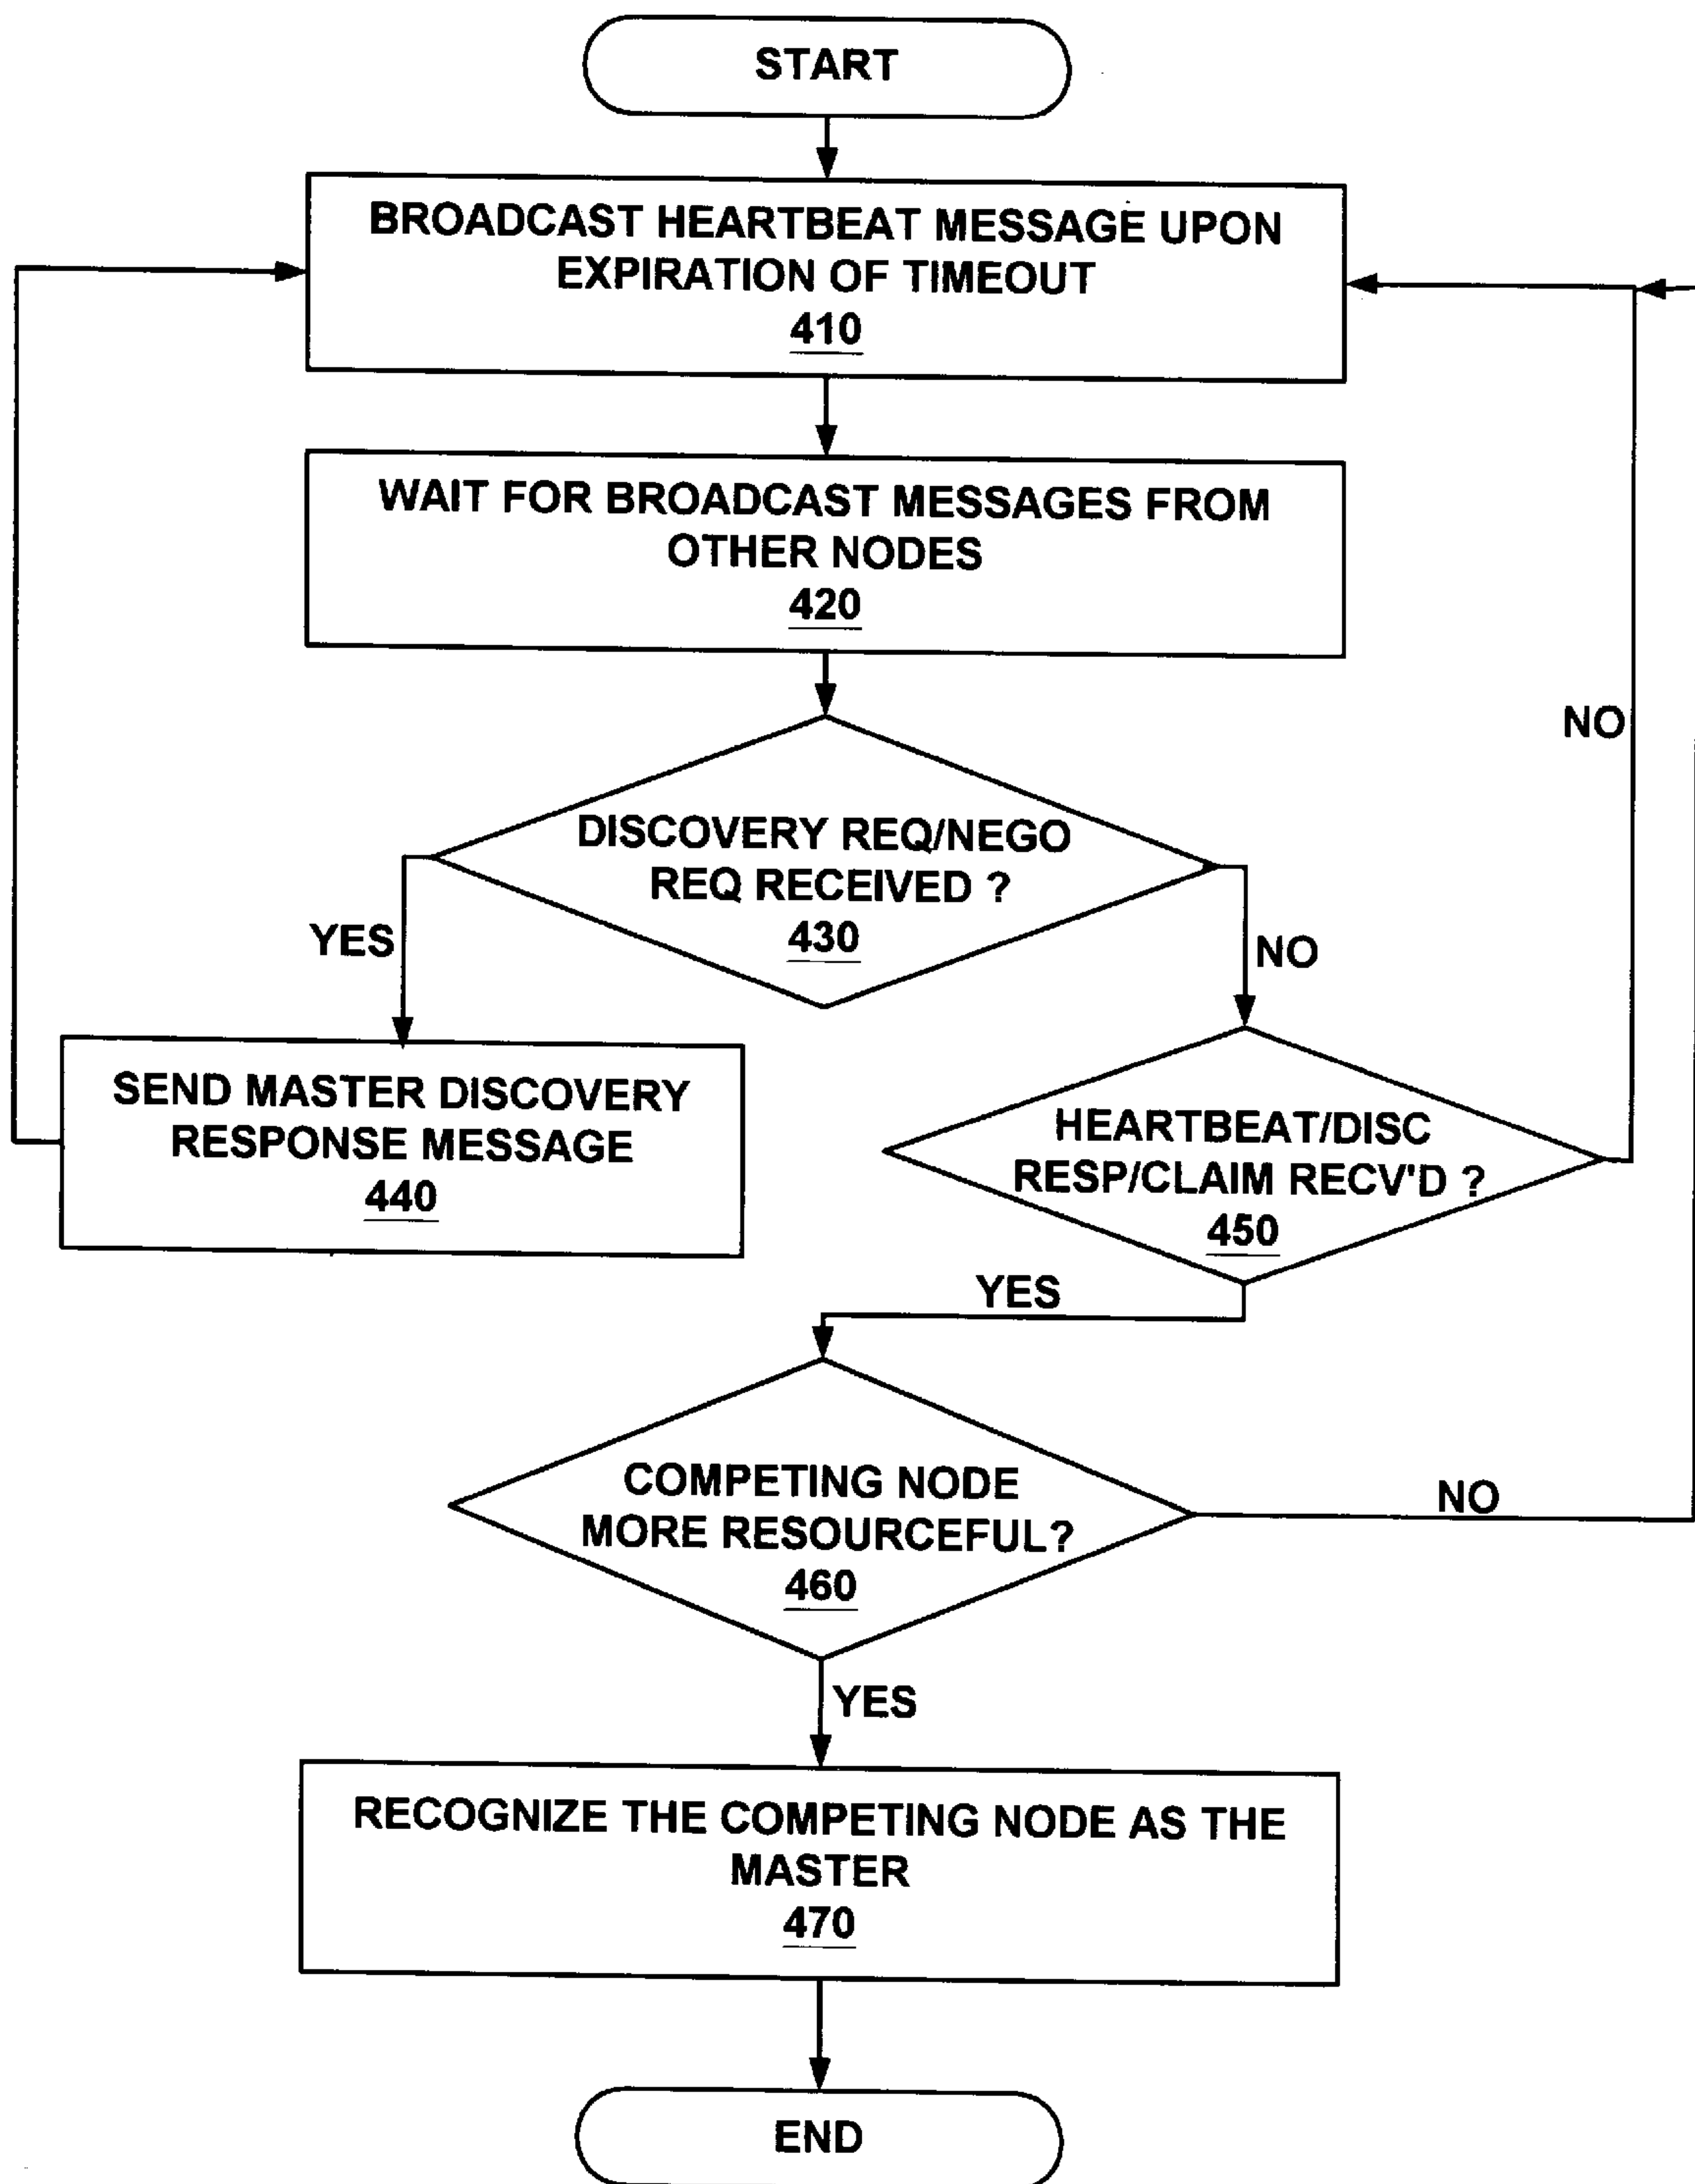 START
BROADCAST HEARTBEAT MESSAGE UPON
EXPIRATION OF TIMEOUT
410
WAIT FOR BROADCAST MESSAGES FROM
OTHER NODES
420
NO
DISCOVERY REQ/NEGO
REQ RECEIVED ?
430
YES
NO
SEND MASTER DISCOVERY
RESPONSE MESSAGE
440
HEARTBEAT/DISC
RESP/CLAIM RECV'D ?
450
YES
COMPETING NODE
MORE RESOURCEFUL?
460
NO
YES
RECOGNIZE THE COMPETING NODE AS THE
MASTER
470
END